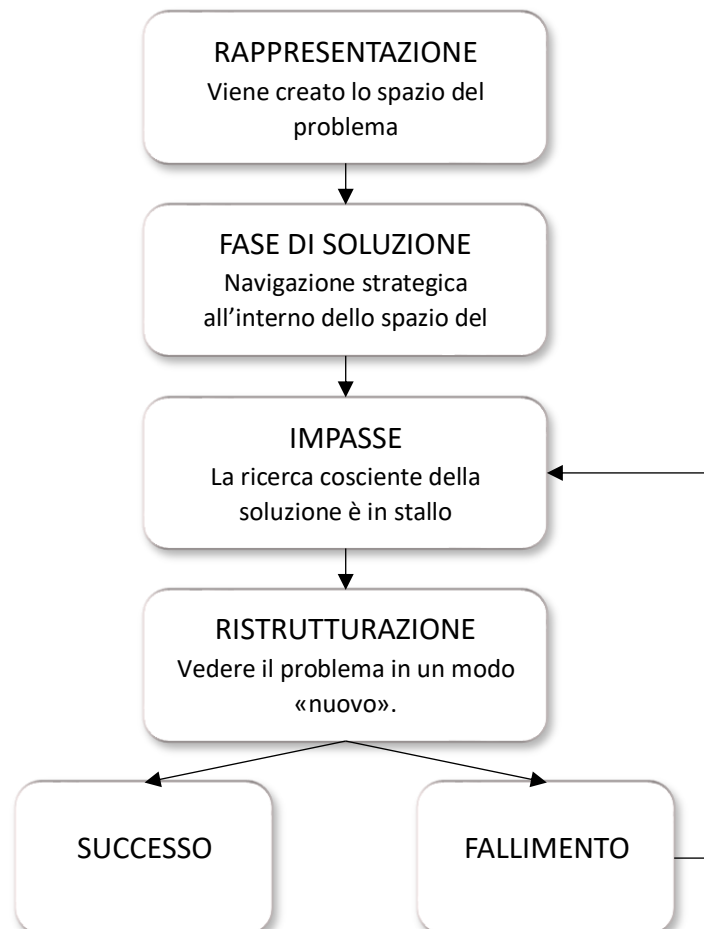 RAPPRESENTAZIONE
Viene creato lo spazio del
problema
FASE DI SOLUZIONE
Navigazione strategica
all’interno dello spazio del
IMPASSE
La ricerca cosciente della
soluzione è in stallo
RISTRUTTURAZIONE
Vedere il problema in un modo
«nuovo».
SUCCESSO
FALLIMENTO